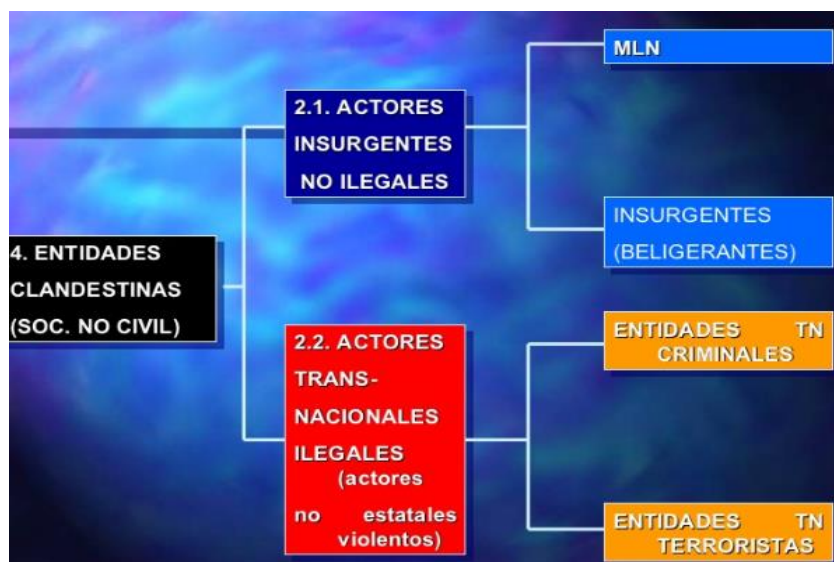 4. ENTIDADES
CLANDESTINAS
(SOC. NO CIVIL)
2.1. ACTORES
INSURGENTES
NO ILEGALES
MLN
INSURGENTES
(BELIGERANTES)
2.2. ACTORES
TRANS-
NACIONALES
ILEGALES
(actores
no estatales
violentos)
ENTIDADES TN
CRIMINALES
ENTIDADES TN
TERRORISTAS